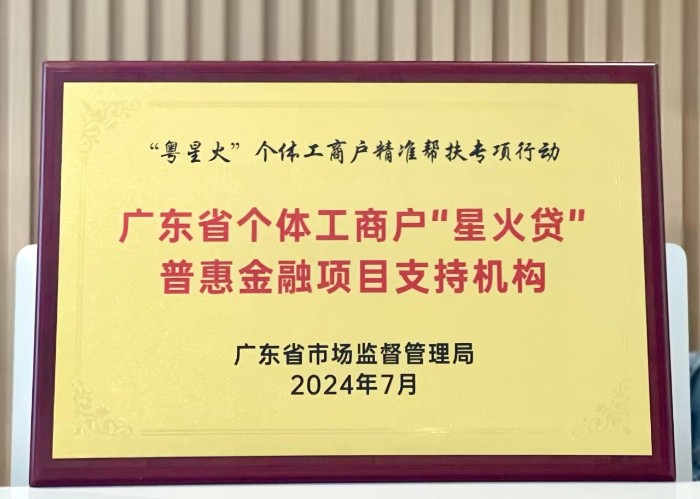 “粤星火”个体工商户精准帮扶专项行动
广东省个体工商户“星火贷”
普惠金融项目支持机构
广东省市场监督管理局
2024年7月